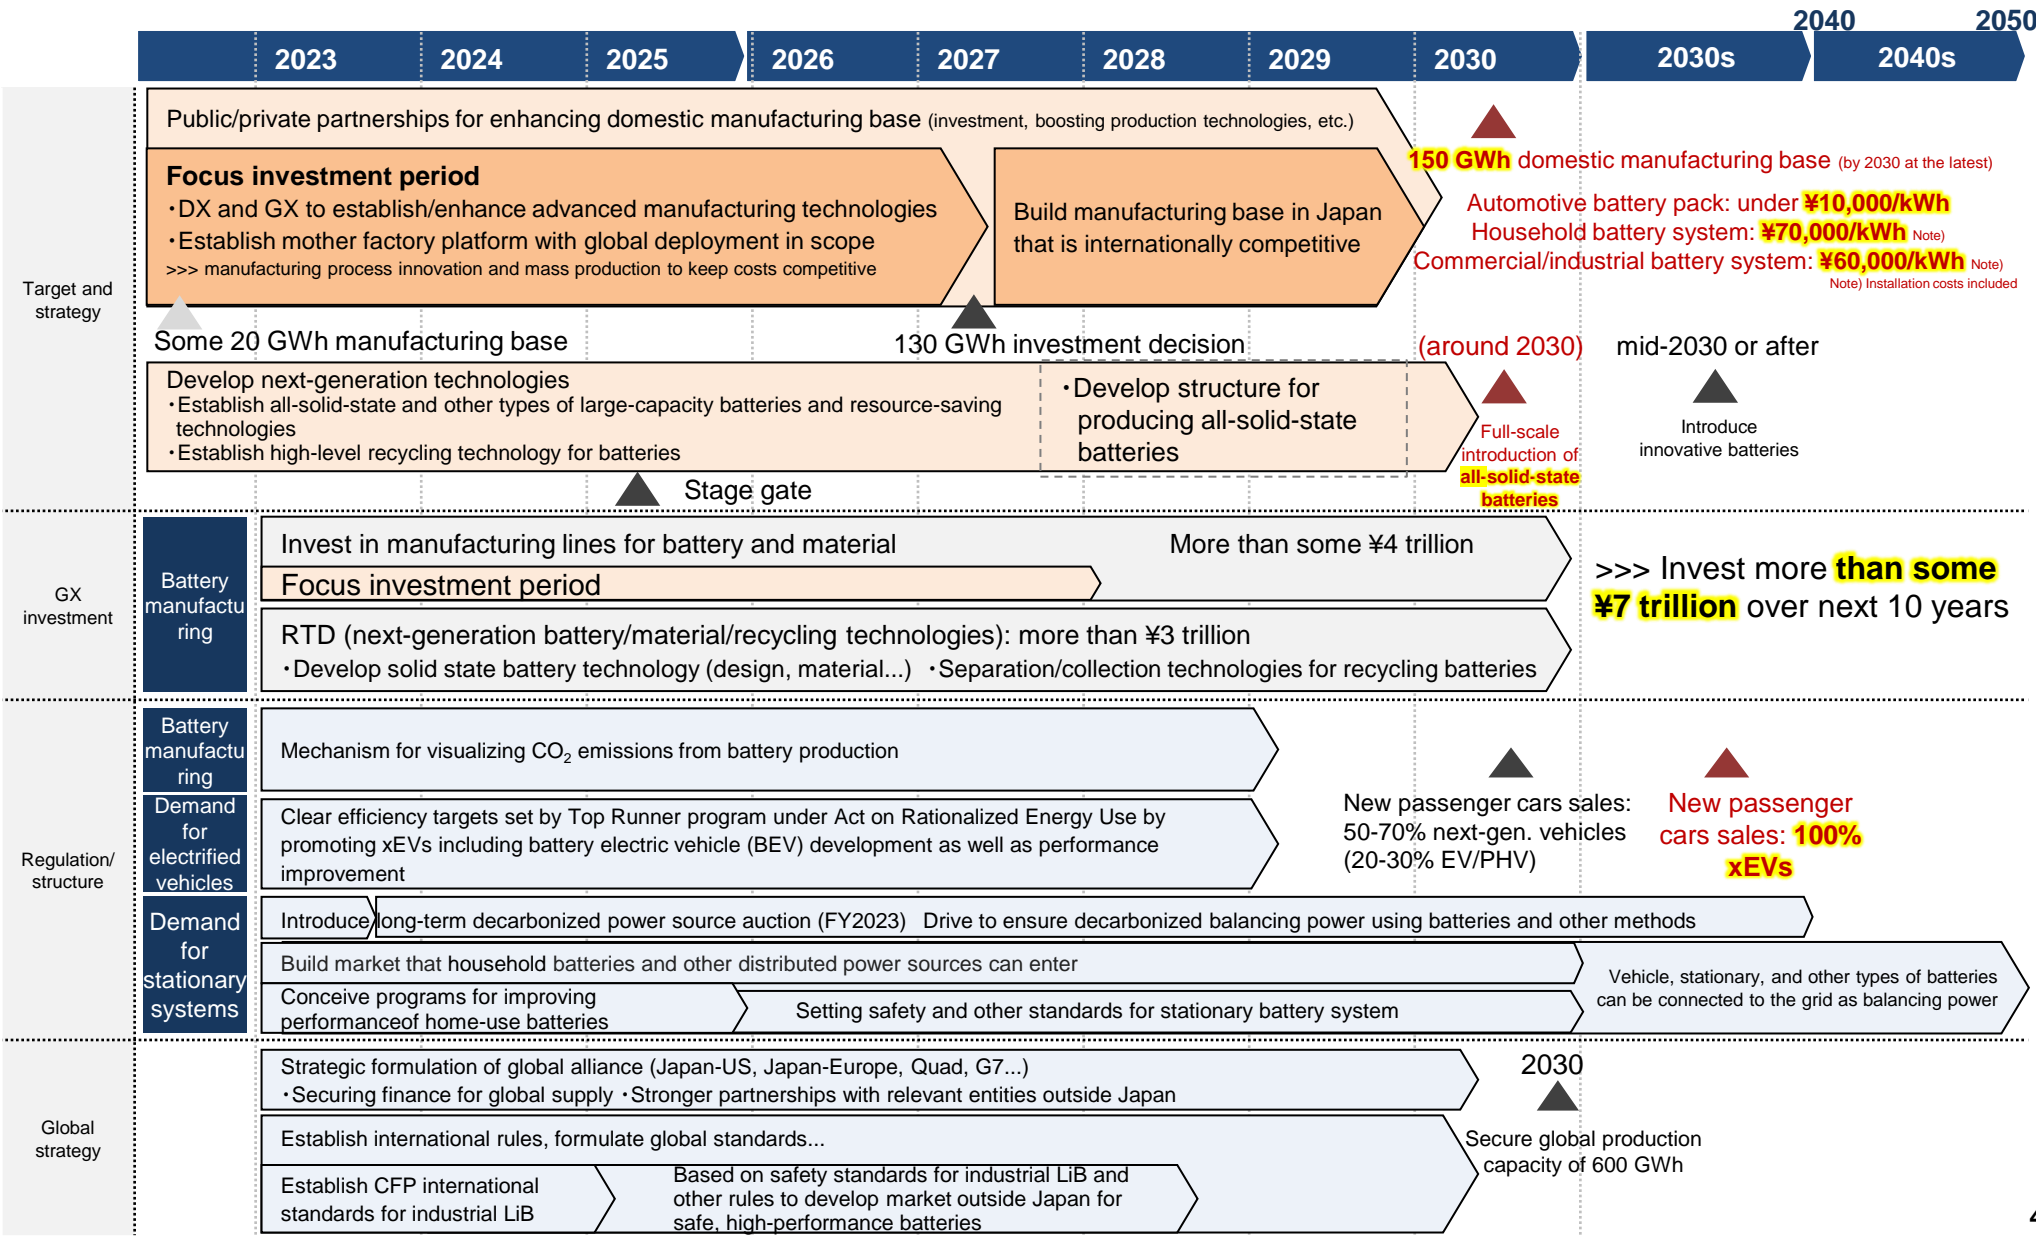 2040 2050
2023 2024 2025 2026 2027 2028 2029 2030 2030s 2040s
Target and
strategy
Public/private partnerships for enhancing domestic manufacturing base (investment, boosting production technologies, etc.)
Focus investment period
・DX and GX to establish/enhance advanced manufacturing technologies
・Establish mother factory platform with global deployment in scope
>>> manufacturing process innovation and mass production to keep costs competitive
Build manufacturing base in Japan
that is internationally competitive
150 GWh domestic manufacturing base (by 2030 at the latest)
Automotive battery pack: under ¥10,000/kWh
Household battery system: ¥70,000/kWh Note)
Commercial/industrial battery system: ¥60,000/kWh Note)
Note) Installation costs included
Some 20 GWh manufacturing base
130 GWh investment decision
(around 2030)
mid-2030 or after
Develop next-generation technologies
・Establish all-solid-state and other types of large-capacity batteries and resource-saving
technologies
・Establish high-level recycling technology for batteries
・Develop structure for
producing all-solid-state
batteries
Full-scale
introduction of
all-solid-state
batteries
Introduce
innovative batteries
Stage gate
GX
investment
Battery
manufactu
ring
Invest in manufacturing lines for battery and material
More than some ¥4 trillion
Focus investment period
RTD (next-generation battery/material/recycling technologies): more than ¥3 trillion
・Develop solid state battery technology (design, material...) ・Separation/collection technologies for recycling batteries
>>> Invest more than some
¥7 trillion over next 10 years
Regulation/
structure
Battery
manufactu
ring
Mechanism for visualizing CO2 emissions from battery production
Demand
for
electrified
vehicles
Clear efficiency targets set by Top Runner program under Act on Rationalized Energy Use by
promoting xEVs including battery electric vehicle (BEV) development as well as performance
improvement
New passenger cars sales:
50-70% next-gen. vehicles
(20-30% EV/PHV)
New passenger
cars sales: 100%
xEVs
Demand
for
stationary
systems
Introduce long-term decarbonized power source auction (FY2023) Drive to ensure decarbonized balancing power using batteries and other methods
Build market that household batteries and other distributed power sources can enter
Conceive programs for improving
performanceof home-use batteries
Setting safety and other standards for stationary battery system
Vehicle, stationary, and other types of batteries
can be connected to the grid as balancing power
Global
strategy
Strategic formulation of global alliance (Japan-US, Japan-Europe, Quad, G7...)
・Securing finance for global supply ・Stronger partnerships with relevant entities outside Japan
2030
Establish international rules, formulate global standards...
Secure global production
capacity of 600 GWh
Establish CFP international
standards for industrial LiB
Based on safety standards for industrial LiB and
other rules to develop market outside Japan for
safe, high-performance batteries